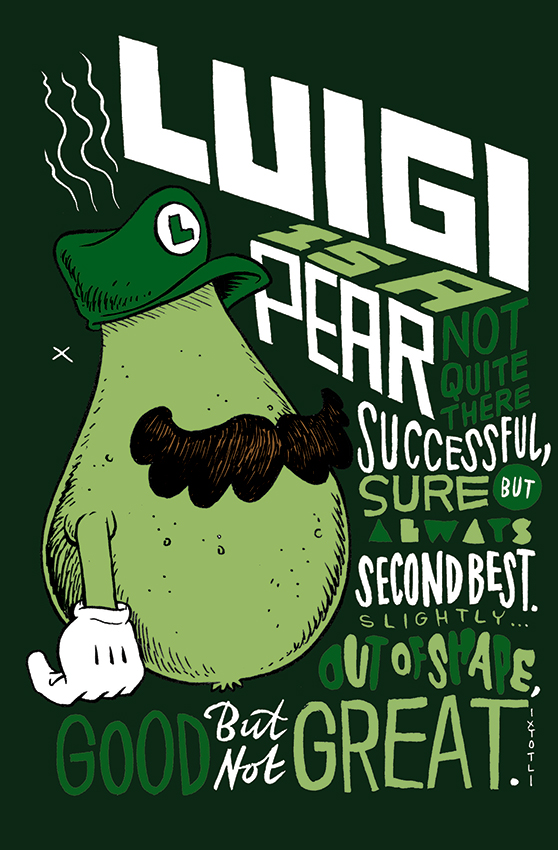 LUIGI
L
IS A
PEAR
NOT
QUITE
THERE
SUCCESSFUL,
SURE BUT
ALWAYS
SECOND BEST.
SLIGHTLY...
OUT OF SHAPE,
GOOD But Not GREAT.
IXTOTLI